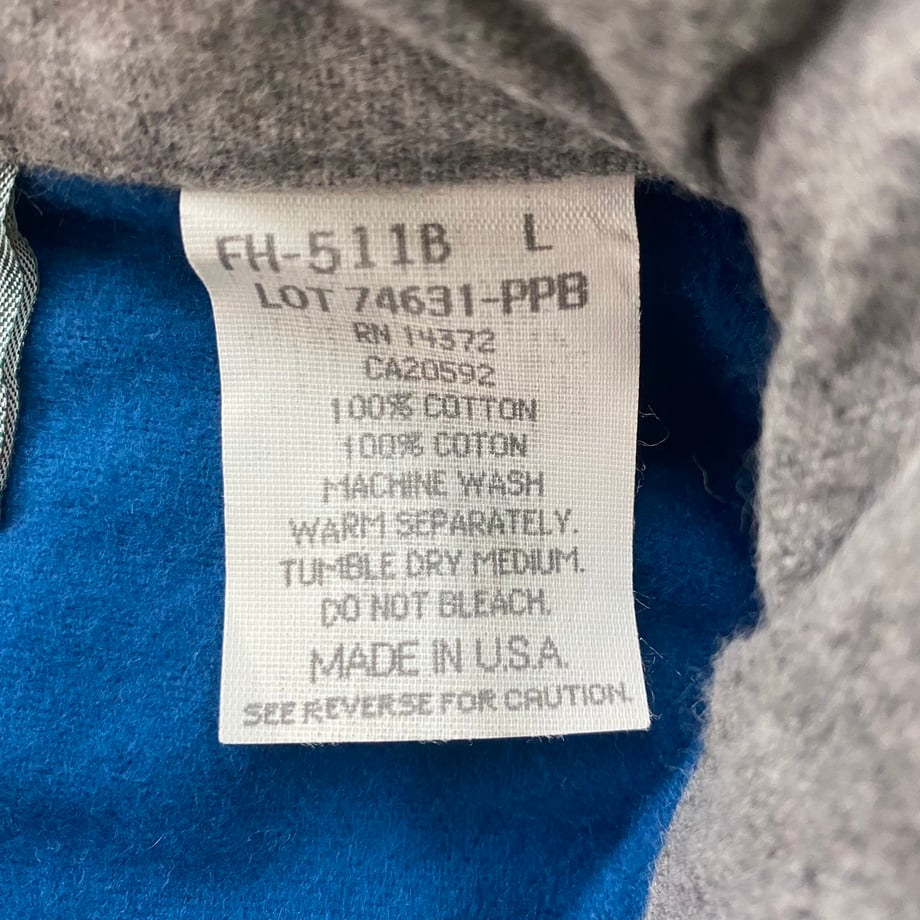 FH-511B L
LOT 74631-PPB
RN 14372
CA20592
100% COTTON
100% COTON
MACHINE WASH
WARM SEPARATELY.
TUMBLE DRY MEDIUM.
DO NOT BLEACH.
MADE IN U.S.A.
SEE REVERSE FOR CAUTION.